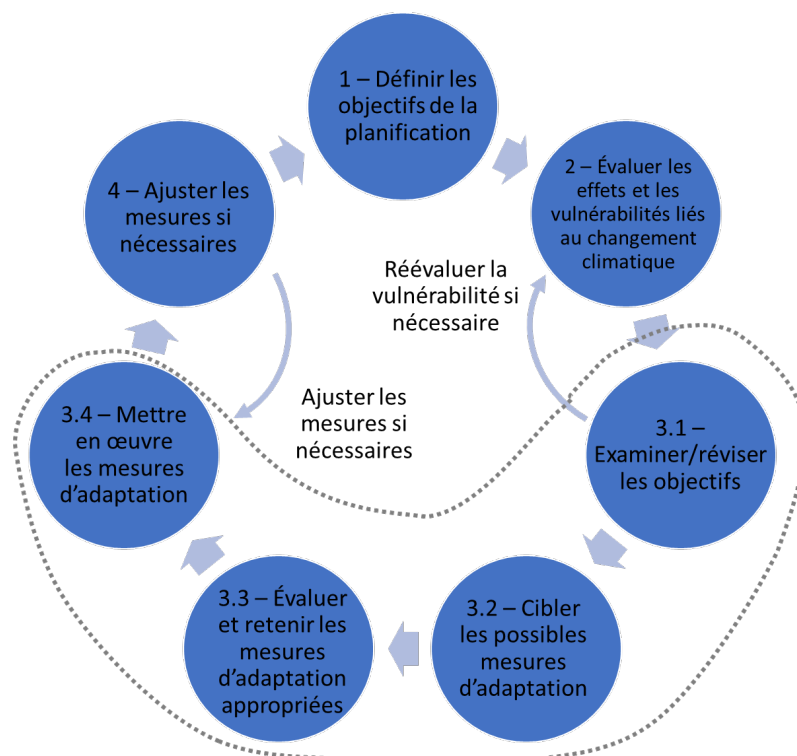 1 – Définir les
objectifs de la
planification
2 – Évaluer les
effets et les
vulnérabilités liés
au changement
climatique
3.1 –
Examiner/réviser
les objectifs
3.2 – Cibler
les possibles
mesures
d’adaptation
3.3 – Évaluer
et retenir les
mesures
d’adaptation
appropriées
3.4 – Mettre
en œuvre
les mesures
d’adaptation
4 – Ajuster les
mesures si
nécessaires
Réévaluer la
vulnérabilité si
nécessaire
Ajuster les
mesures si
nécessaires